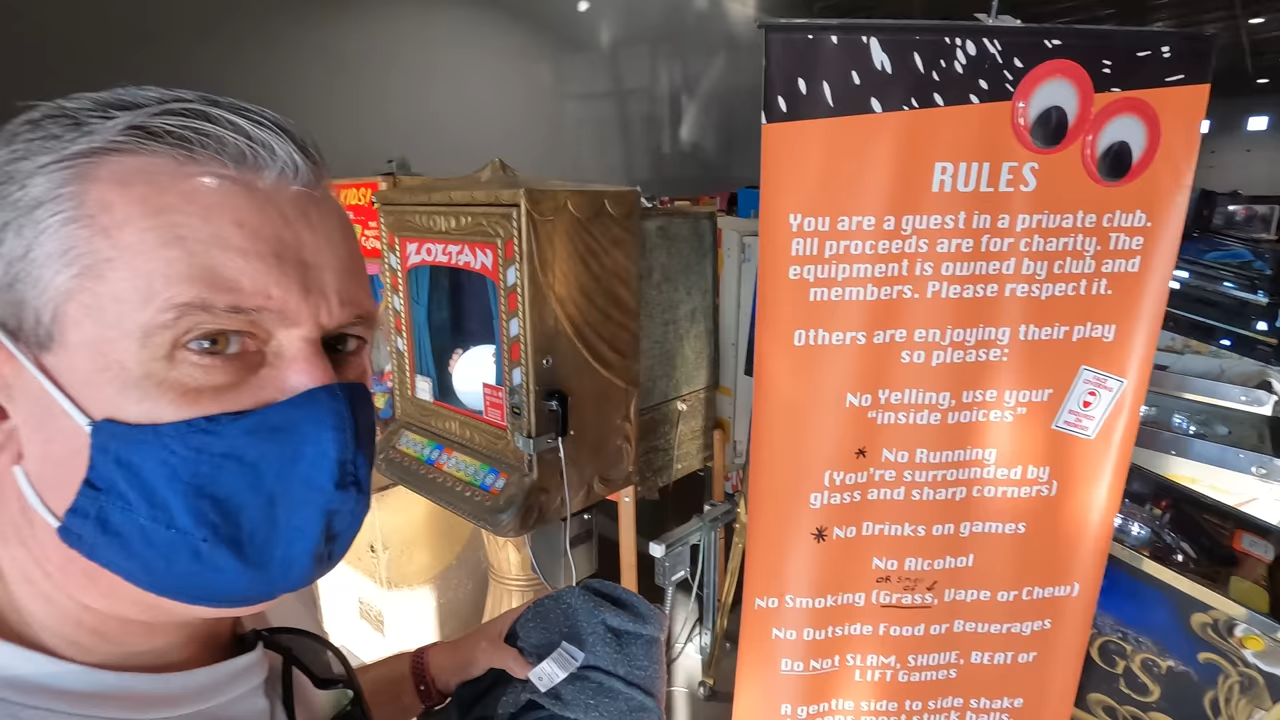 KIDS!
ZOLTAN
RULES
You are a guest in a private club.
All proceeds are for charity. The
equipment is owned by club and
members. Please respect it.
Others are enjoying their play
so please:
No Yelling, use your
"inside voices"
FACE
COVERING
REQUIRED
* No Running
(You're surrounded by
glass and sharp corners)
*No Drinks on games
No Alcohol
OR Smell
OF
No Smoking (Grass, Vape or Chew)
No Outside Food or Beverages
Do Not SLAM, SHOVE, BEAT or
LIFT Games
A gentle side to side shake
most stuck balls.